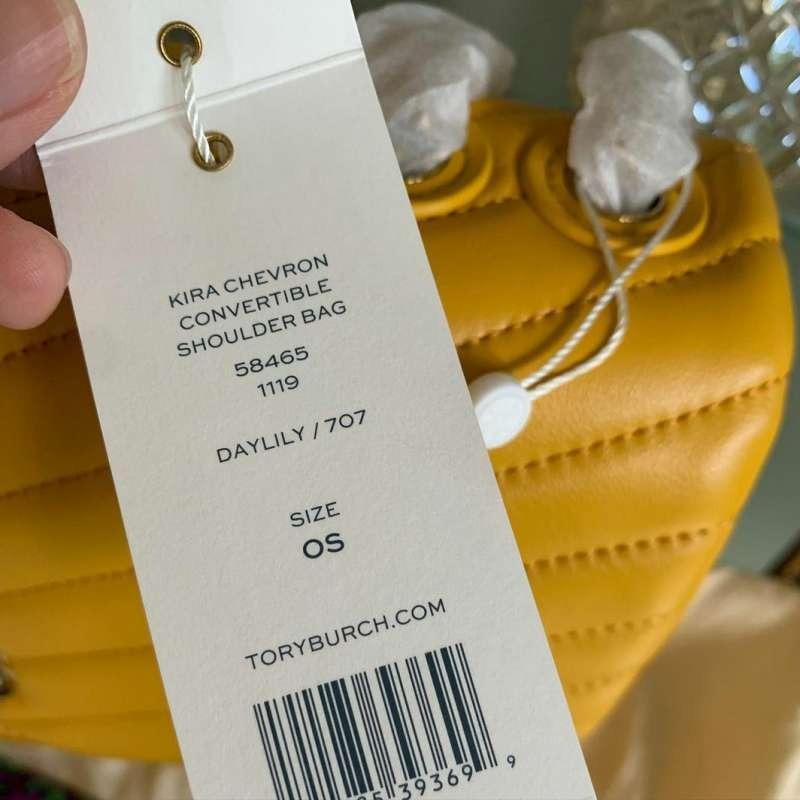 KIRA CHEVRON
CONVERTIBLE
SHOULDER BAG
58465
1119
DAYLILY / 707
SIZE
OS
TORYBURCH.COM
39369 9